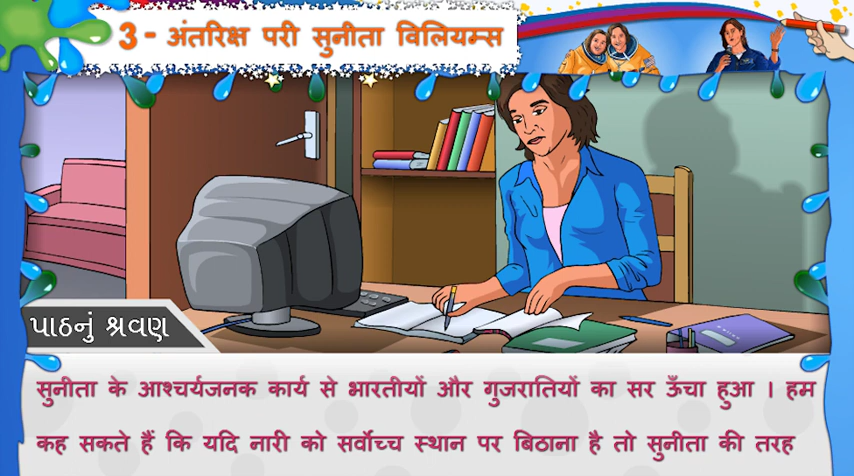 3 - अंतरिक्ष परी सुनीता विलियम्स
પાઠનું શ્રવણ
सुनीता के आश्चर्यजनक कार्य से भारतीयों और गुजरातियों का सर ऊँचा हुआ । हम
कह सकते हैं कि यदि नारी को सर्वोच्च स्थान पर बिठाना है तो सुनीता की तरह